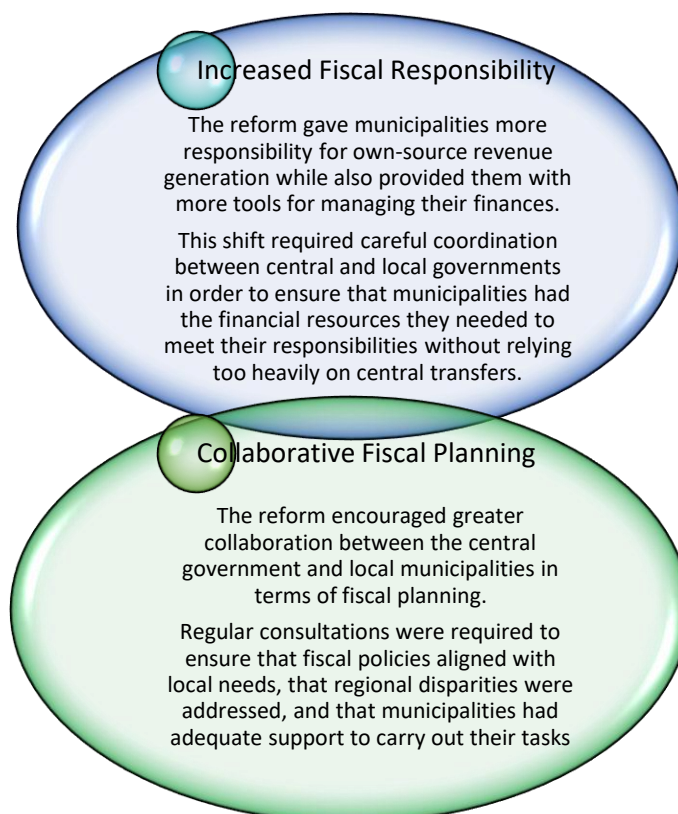 Increased Fiscal Responsibility
The reform gave municipalities more
responsibility for own-source revenue
generation while also provided them with
more tools for managing their finances.
This shift required careful coordination
between central and local governments
in order to ensure that municipalities had
the financial resources they needed to
meet their responsibilities without relying
too heavily on central transfers.
Collaborative Fiscal Planning
The reform encouraged greater
collaboration between the central
government and local municipalities in
terms of fiscal planning.
Regular consultations were required to
ensure that fiscal policies aligned with
local needs, that regional disparities were
addressed, and that municipalities had
adequate support to carry out their tasks